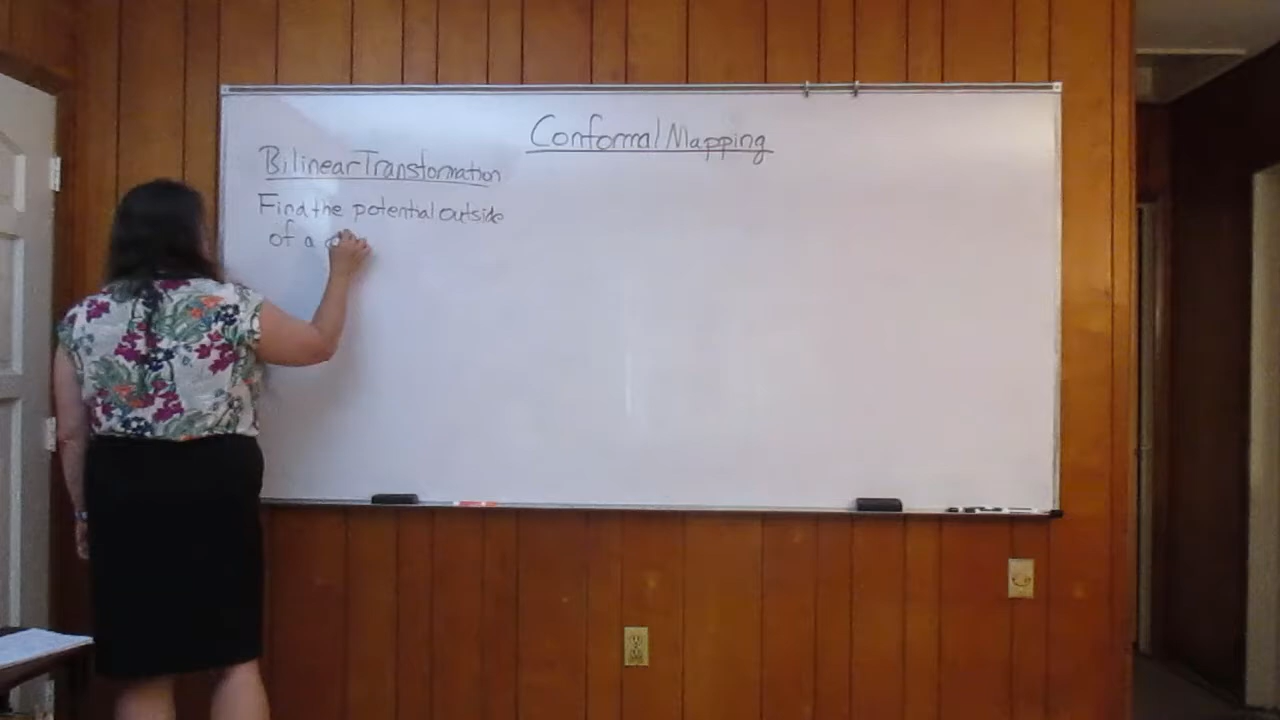 Conformal Mapping
Bilinear Transformation
Find the potential outside
of a